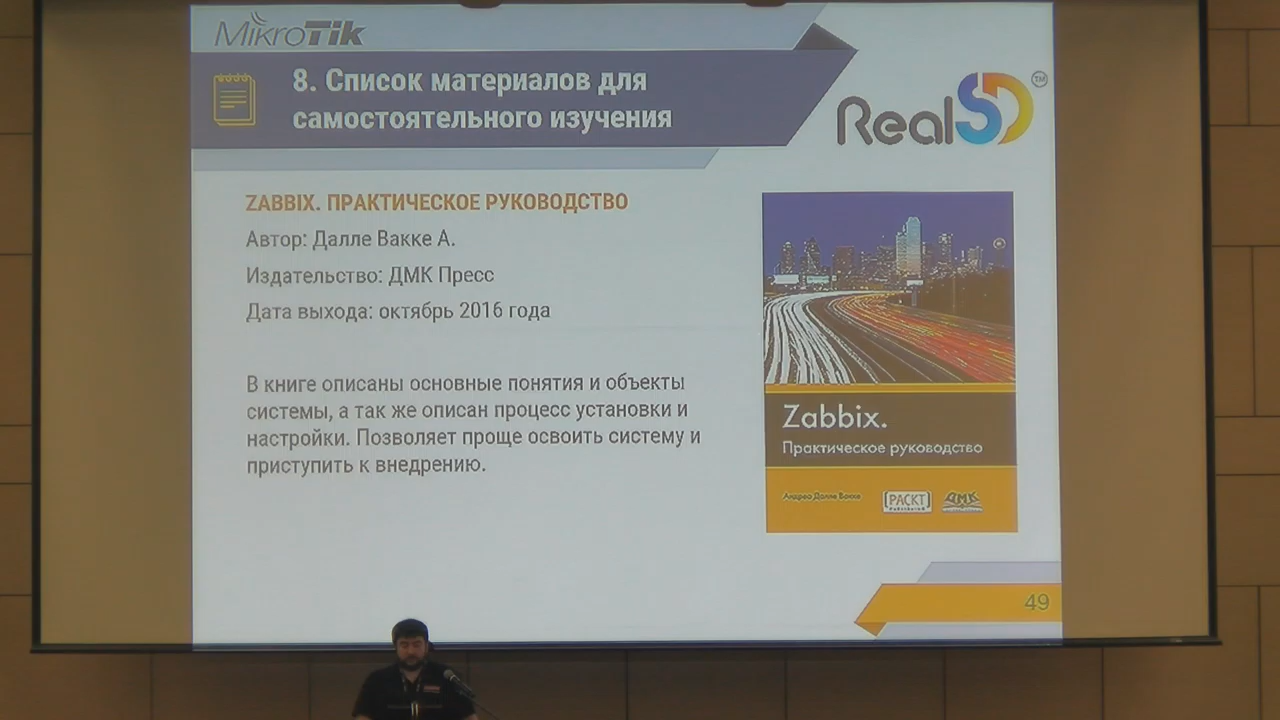 MikroTik
8. Список материалов для
самостоятельного изучения
RealSD
TM
ZABBIX. ПРАКТИЧЕСКОЕ РУКОВОДСТВО
Автор: Далле Вакке А.
Издательство: ДМК Пресс
Дата выхода: октябрь 2016 года
В книге описаны основные понятия и объекты
системы, а так же описан процесс установки и
настройки. Позволяет проще освоить систему и
приступить к внедрению.
Zabbix.
Практическое руководство
Андреа Далле Вакке
PACKT
ДМК
49